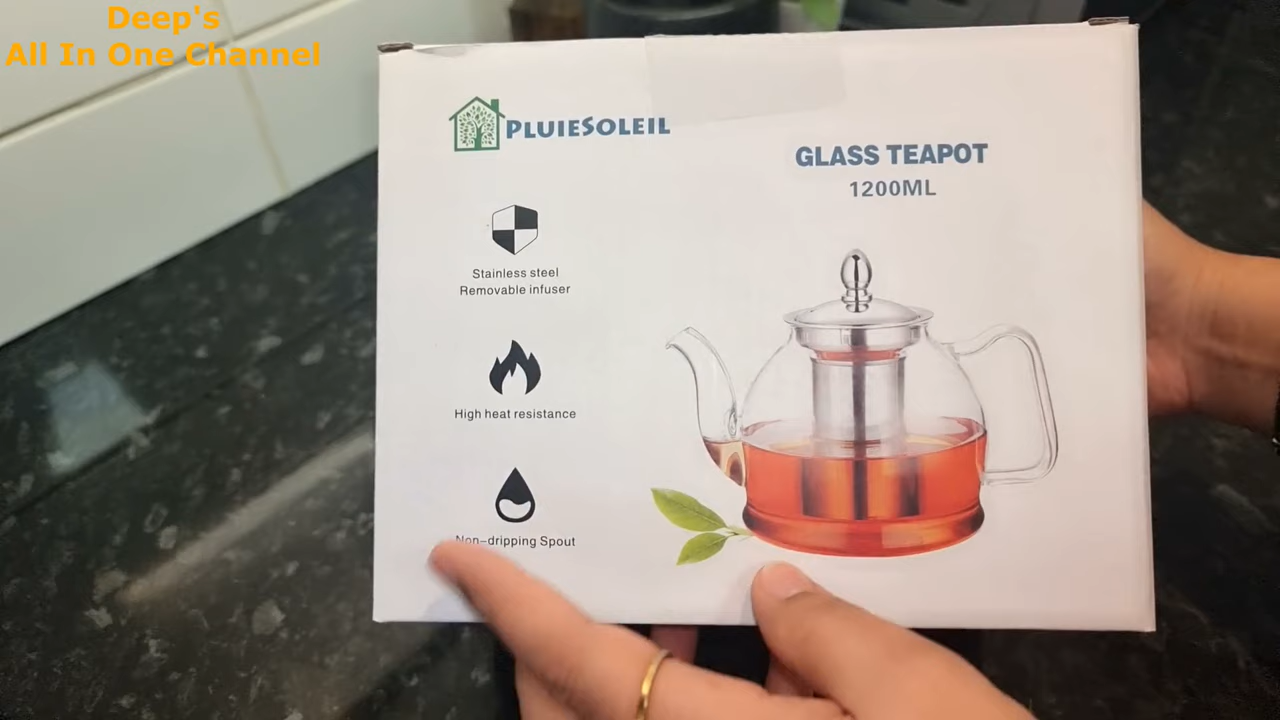 Deep's
All In One Channel
PLUIESOLEIL
GLASS TEAPOT
1200ML
Stainless steel
Removable infuser
High heat resistance
Non-dripping Spout